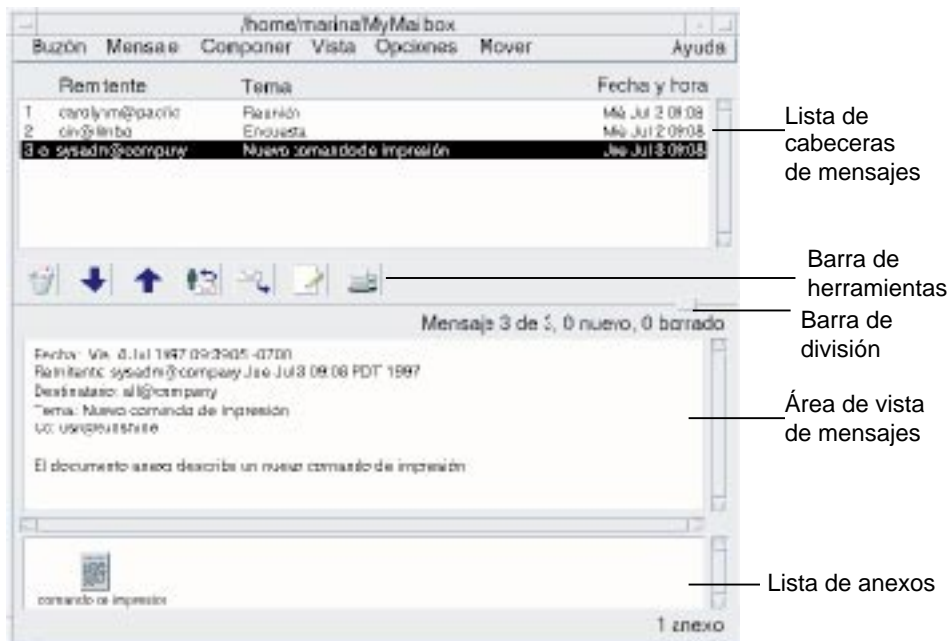 /home/marina/MyMailbox
Buzón Mensaje Componer Vista Opciones Mover Ayuda
Remitente Tema Fecha y hora
1 carolynm@pacific Reunión Mié Jul 2 09:08
2 Encuesta Mié Jul 2 09:08
3 sysadm@company Nuevo comando de impresión Jue Jul 3 09:08
Lista de
cabeceras
de mensajes
Barra de
herramientas
Mensaje 3 de 3, 0 nuevo, 0 borrado
Barra de
división
Fecha: 1997
Remitente: sysadm@company Jue Jul 3 09:08 PDT 1997
Destinatario: all@company
Tema: Nuevo comando de impresión
El documento anexo describe un nuevo comando de impresión
Área de vista
de mensajes
comando de impresión
Lista de anexos
1 anexo